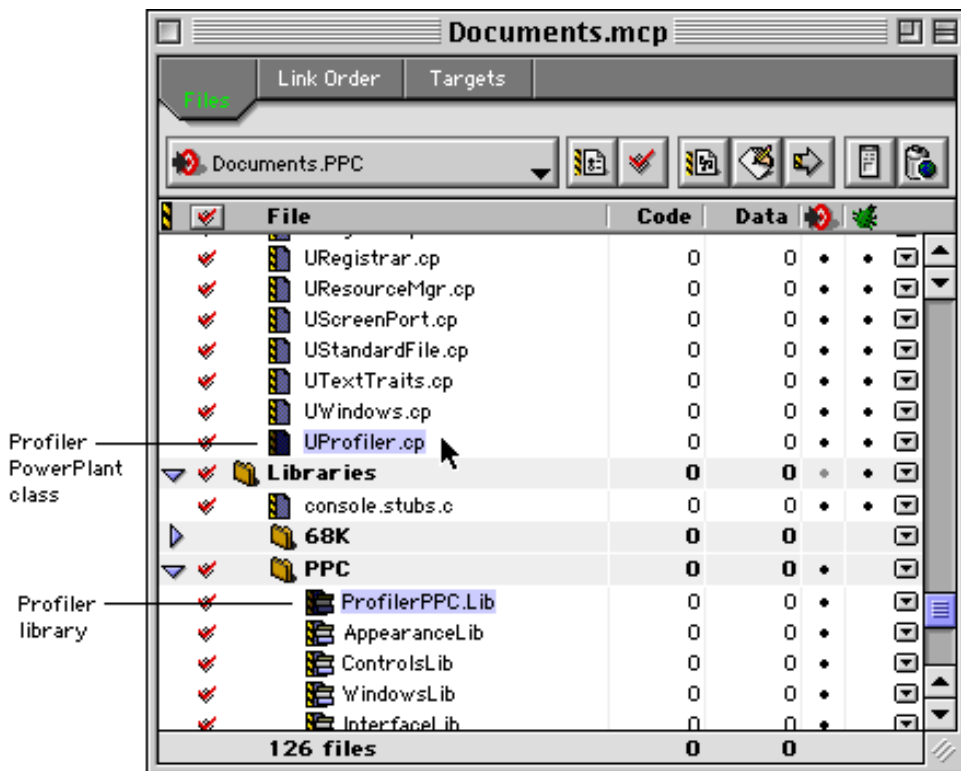 Documents.mcp
Files
Link Order
Targets
Documents.PPC
File Code Data
URegistrar.cp 0 0
UResourceMgr.cp 0 0
UScreenPort.cp 0 0
UStandardFile.cp 0 0
UTextTraits.cp 0 0
UWindows.cp 0 0
Profiler
PowerPlant
class
UProfiler.cp 0 0
Libraries 0 0
console.stubs.c 0 0
68K 0 0
PPC 0 0
Profiler
library
ProfilerPPC.Lib 0 0
AppearanceLib 0 0
ControlsLib 0 0
WindowsLib 0 0
InterfaceLib 0 0
126 files 0 0